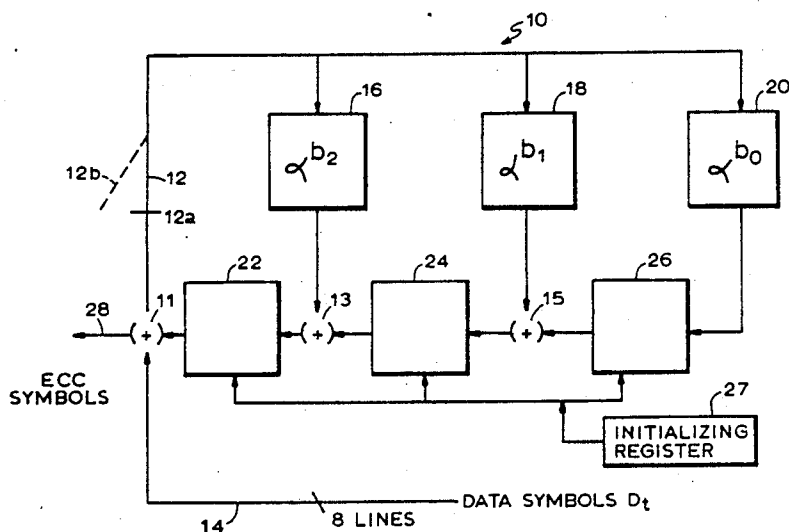 10
16
18
20
α^b2
α^b1
α^b0
12b
12
12a
22
24
26
28
11
13
15
(+)
(+)
(+)
ECC
SYMBOLS
27
INITIALIZING
REGISTER
DATA SYMBOLS Dt
14
8 LINES